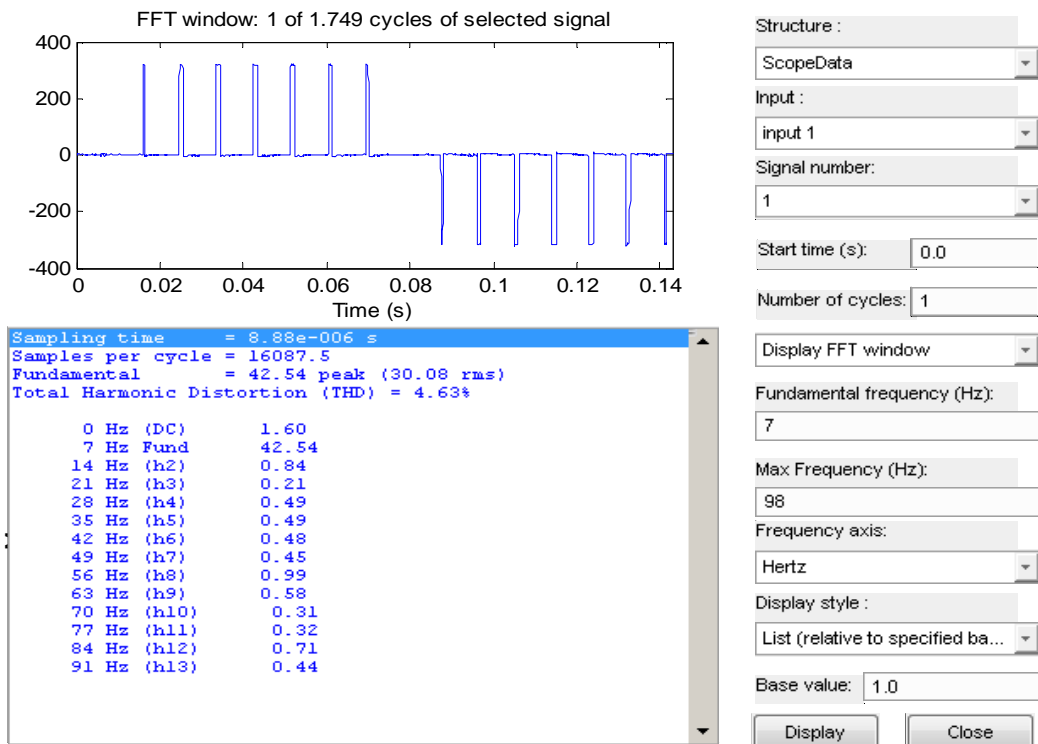 FFT window: 1 of 1.749 cycles of selected signal
400
200
0
-200
-400
0 0.02 0.04 0.06 0.08 0.1 0.12 0.14
Time (s)
Sampling time = 8.88e-006 s
Samples per cycle = 16087.5
Fundamental = 42.54 peak (30.08 rms)
Total Harmonic Distortion (THD) = 4.63%
0 Hz (DC) 1.60
7 Hz Fund 42.54
14 Hz (h2) 0.84
21 Hz (h3) 0.21
28 Hz (h4) 0.49
35 Hz (h5) 0.49
42 Hz (h6) 0.48
49 Hz (h7) 0.45
56 Hz (h8) 0.99
63 Hz (h9) 0.58
70 Hz (h10) 0.31
77 Hz (h11) 0.32
84 Hz (h12) 0.71
91 Hz (h13) 0.44
Structure :
ScopeData
Input :
input 1
Signal number:
1
Start time (s): 0.0
Number of cycles: 1
Display FFT window
Fundamental frequency (Hz):
7
Max Frequency (Hz):
98
Frequency axis:
Hertz
Display style :
List (relative to specified ba...
Base value: 1.0
Display Close